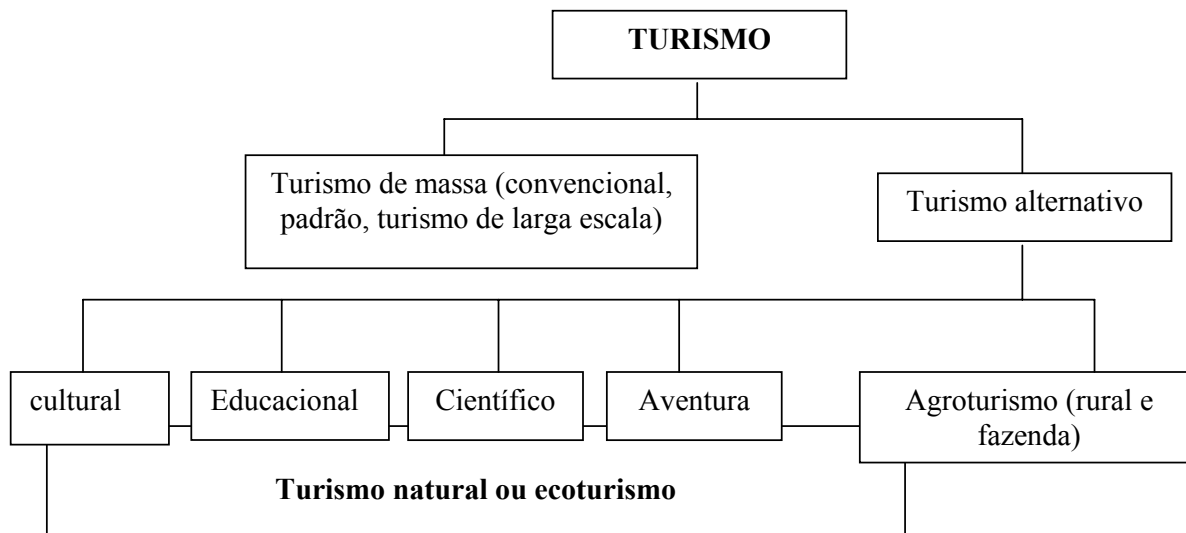 TURISMO
Turismo de massa (convencional,
padrão, turismo de larga escala)
Turismo alternativo
cultural
Educacional
Científico
Aventura
Agroturismo (rural e
fazenda)
Turismo natural ou ecoturismo